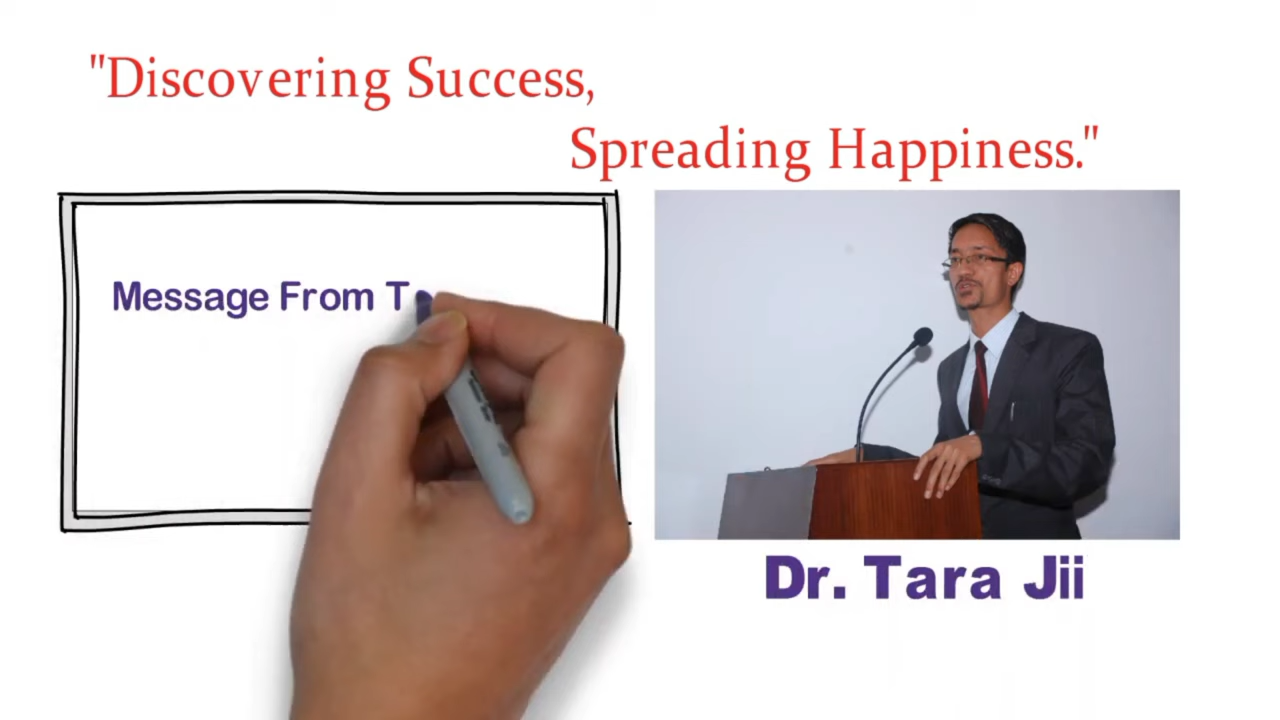 "Discovering Success,
Spreading Happiness."
Message From T
Dr. Tara Jii